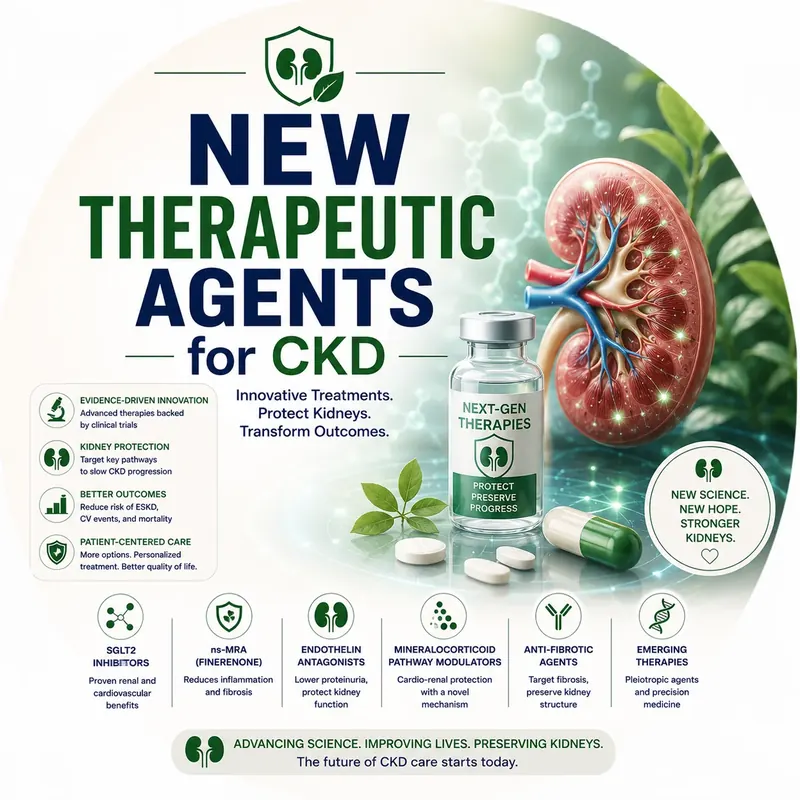 NEW
THERAPEUTIC
AGENTS
for CKD
Innovative Treatments.
Protect Kidneys.
Transform Outcomes.
EVIDENCE-DRIVEN INNOVATION
Advanced therapies backed
by clinical trials
KIDNEY PROTECTION
Target key pathways
to slow CKD progression
BETTER OUTCOMES
Reduce risk of ESKD,
CV events, and mortality
PATIENT-CENTERED CARE
More options. Personalized
treatment. Better quality of life.
NEXT-GEN
THERAPIES
PROTECT
PRESERVE
PROGRESS
NEW SCIENCE.
NEW HOPE.
STRONGER
KIDNEYS.
SGLT2
INHIBITORS
Proven renal and
cardiovascular
benefits
ns-MRA
(FINERENONE)
Reduces inflammation
and fibrosis
ENDOTHELIN
ANTAGONISTS
Lower proteinuria,
protect kidney
function
MINERALOCORTICOID
PATHWAY MODULATORS
Cardio-renal protection
with a novel
mechanism
ANTI-FIBROTIC
AGENTS
Target fibrosis,
preserve kidney
structure
EMERGING
THERAPIES
Pleiotropic agents
and precision
medicine
ADVANCING SCIENCE. IMPROVING LIVES. PRESERVING KIDNEYS.
The future of CKD care starts today.